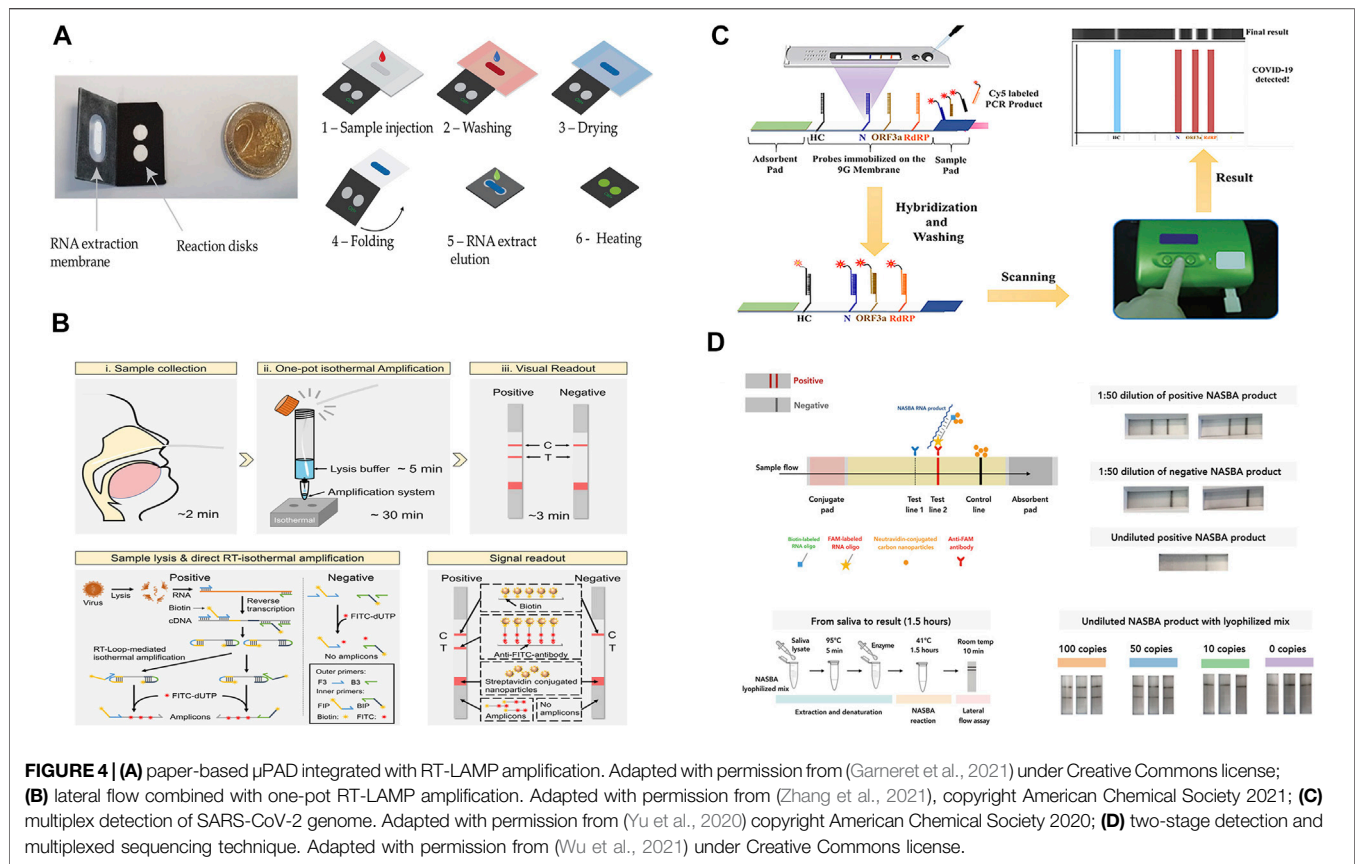 A
RNA extraction
membrane
Reaction disks
1 – Sample injection
2 – Washing
3 – Drying
4 – Folding
5 – RNA extract
elution
6 - Heating
B
i. Sample collection
~2 min
ii. One-pot isothermal Amplification
Lysis buffer ~ 5 min
Amplification
system
~ 30 min
Isothermal
iii. Visual Readout
Positive Negative
C
T
~3 min
Sample lysis & direct RT-isothermal amplification
Positive Negative
Virus
Lysis
RNA
Reverse
transcription
Biotin
cDNA
RT-Loop-mediated
isothermal amplification
FITC-dUTP
Amplicons
FITC-dUTP
No amplicons
Outer primers:
F3 B3
Inner primers:
FIP BIP
Biotin: FITC:
Signal readout
Positive Negative
Biotin
C C
T T
Anti-FITC-antibody
Streptavidin conjugated
nanoparticles
Amplicons
No
amplicons
C
Cy5 labeled
PCR Product
HC N ORF3a RdRP
Adsorbent
Pad
Probes immobilized on the
9G Membrane
Sample
Pad
Hybridization
and
Washing
HC N ORF3a RdRP
Scanning
Result
Final result
COVID-19
detected!
HC N ORF3a RdRP
D
Positive
Negative
NASBA RNA product
Sample flow
Conjugate
pad
Test
line 1
Test
line 2
Control
line
Absorbent
pad
Biotin-labeled
RNA oligo
FAM-labeled
RNA oligo
Neutravidin-conjugated
carbon nanoparticles
Anti-FAM
antibody
From saliva to result (1.5 hours)
Saliva
lysate
95°C
5 min
Enzyme
41°C
1.5 hours
Room temp
10 min
NASBA
lyophilized mix
Extraction and denaturation
NASBA
reaction
Lateral
flow assay
1:50 dilution of positive NASBA product
1:50 dilution of negative NASBA product
Undiluted positive NASBA product
Undiluted NASBA product with lyophilized mix
100 copies 50 copies 10 copies 0 copies
FIGURE 4 | (A) paper-based µPAD integrated with RT-LAMP amplification. Adapted with permission from (Garneret et al., 2021) under Creative Commons license;
(B) lateral flow combined with one-pot RT-LAMP amplification. Adapted with permission from (Zhang et al., 2021), copyright American Chemical Society 2021; (C)
multiplex detection of SARS-CoV-2 genome. Adapted with permission from (Yu et al., 2020) copyright American Chemical Society 2020; (D) two-stage detection and
multiplexed sequencing technique. Adapted with permission from (Wu et al., 2021) under Creative Commons license.